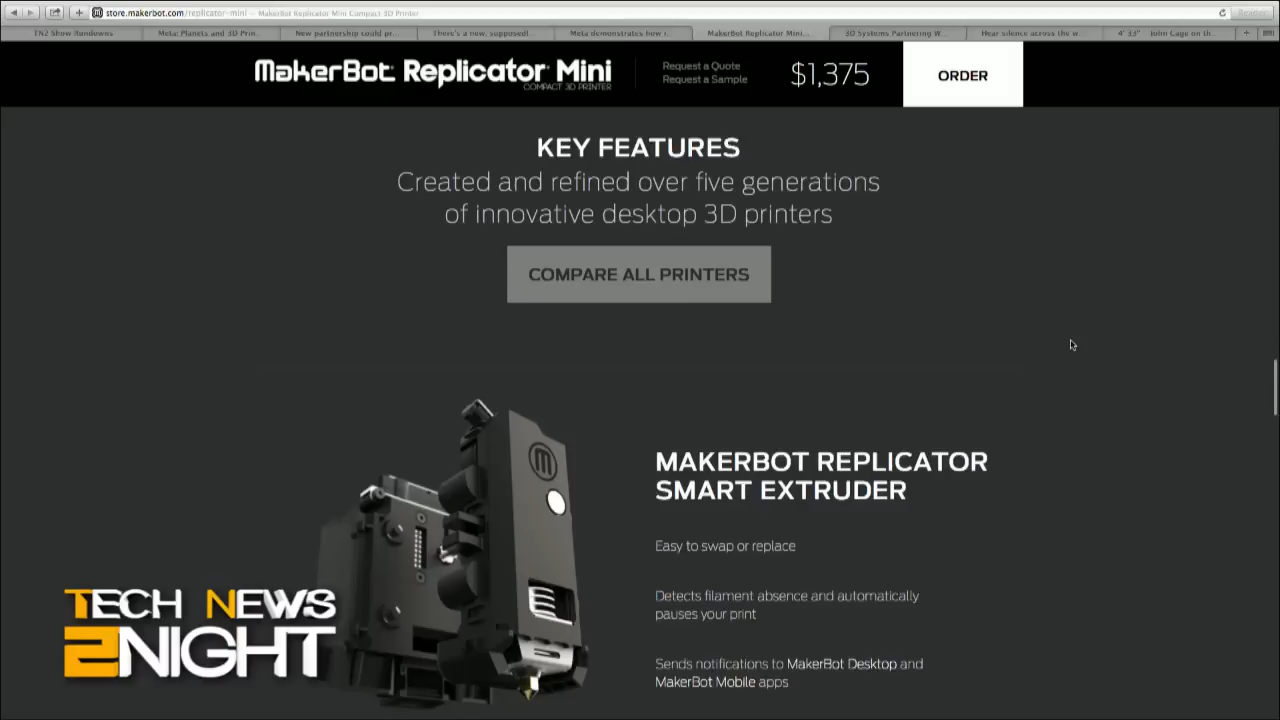 store.makerbot.com/replicator-mini — MakerBot Replicator Mini Compact 3D Printer
Reader
TN2 Show Rundowns
Meta: Planets and 3D Prin...
New partnership could pr...
There's a new, supposedl...
Meta demonstrates how i...
MakerBot Replicator Mini...
3D Systems Partnering W...
Hear silence across the w...
4' 33" John Cage on th...
MakerBot Replicator Mini
COMPACT 3D PRINTER
Request a Quote
Request a Sample
$1,375
ORDER
KEY FEATURES
Created and refined over five generations
of innovative desktop 3D printers
COMPARE ALL PRINTERS
M
MAKERBOT REPLICATOR
SMART EXTRUDER
Easy to swap or replace
Detects filament absence and automatically
pauses your print
Sends notifications to MakerBot Desktop and
MakerBot Mobile apps
TECH NEWS
2NIGHT